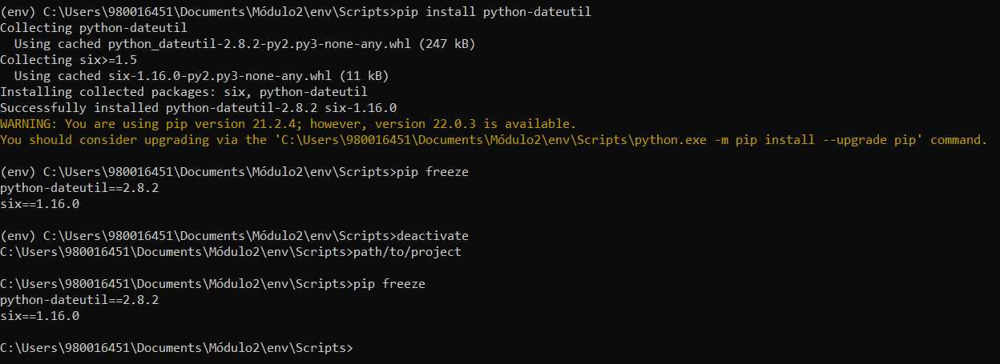 (env) C:\Users\980016451\Documents\Módulo2\env\Scripts>pip install python-dateutil
Collecting python-dateutil
  Using cached python_dateutil-2.8.2-py2.py3-none-any.whl (247 kB)
Collecting six>=1.5
  Using cached six-1.16.0-py2.py3-none-any.whl (11 kB)
Installing collected packages: six, python-dateutil
Successfully installed python-dateutil-2.8.2 six-1.16.0
WARNING: You are using pip version 21.2.4; however, version 22.0.3 is available.
You should consider upgrading via the 'C:\Users\980016451\Documents\Módulo2\env\Scripts\python.exe -m pip install --upgrade pip' command.
(env) C:\Users\980016451\Documents\Módulo2\env\Scripts>pip freeze
python-dateutil==2.8.2
six==1.16.0
(env) C:\Users\980016451\Documents\Módulo2\env\Scripts>deactivate
C:\Users\980016451\Documents\Módulo2\env\Scripts>path/to/project
C:\Users\980016451\Documents\Módulo2\env\Scripts>pip freeze
python-dateutil==2.8.2
six==1.16.0
C:\Users\980016451\Documents\Módulo2\env\Scripts>